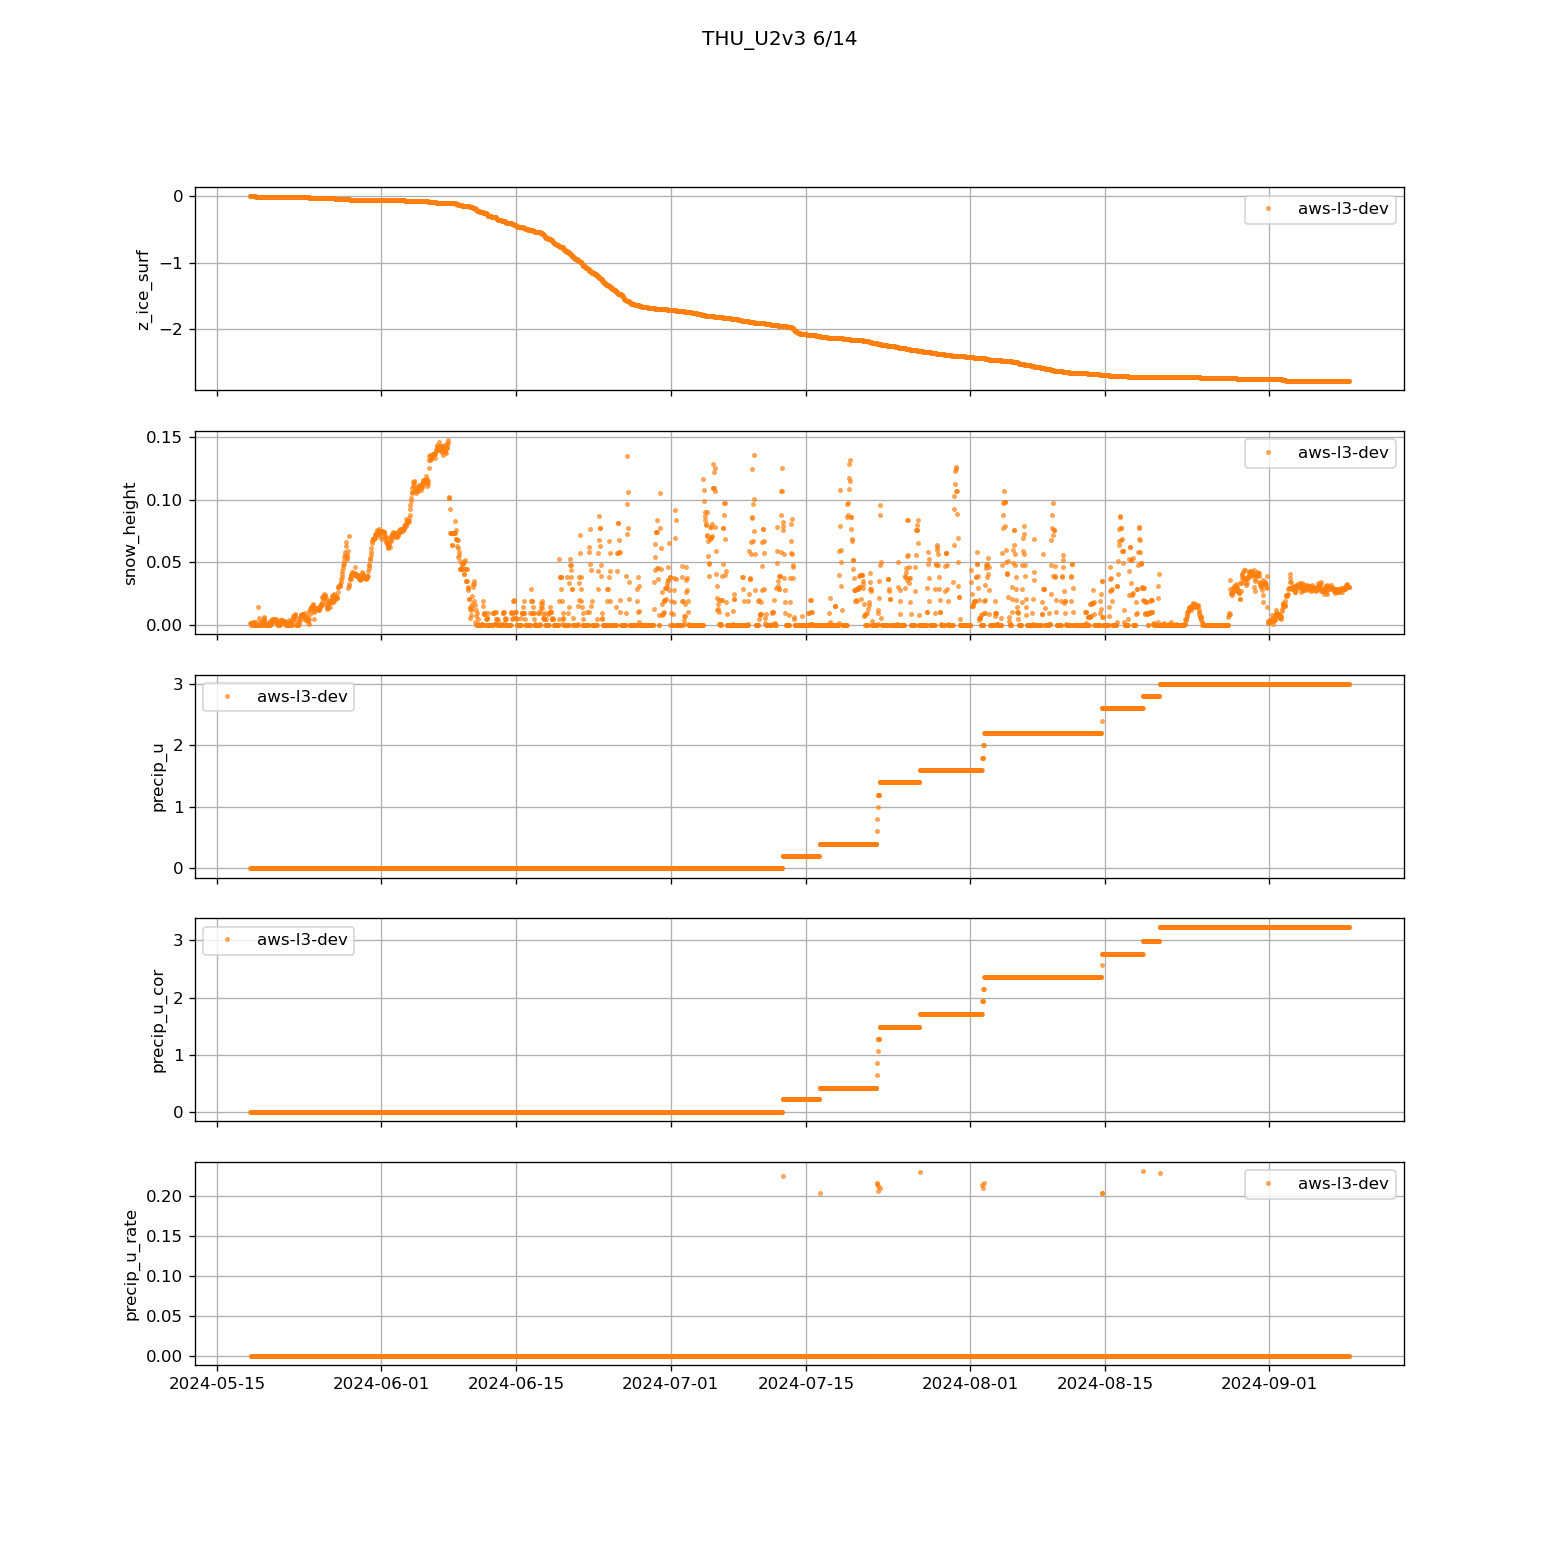 THU_U2v3 6/14
0
−1
−2
z_ice_surf
aws-l3-dev
0.15
0.10
0.05
0.00
snow_height
aws-l3-dev
3
2
1
0
precip_u
aws-l3-dev
3
2
1
0
precip_u_cor
aws-l3-dev
0.20
0.15
0.10
0.05
0.00
precip_u_rate
aws-l3-dev
2024-05-15 2024-06-01 2024-06-15 2024-07-01 2024-07-15 2024-08-01 2024-08-15 2024-09-01